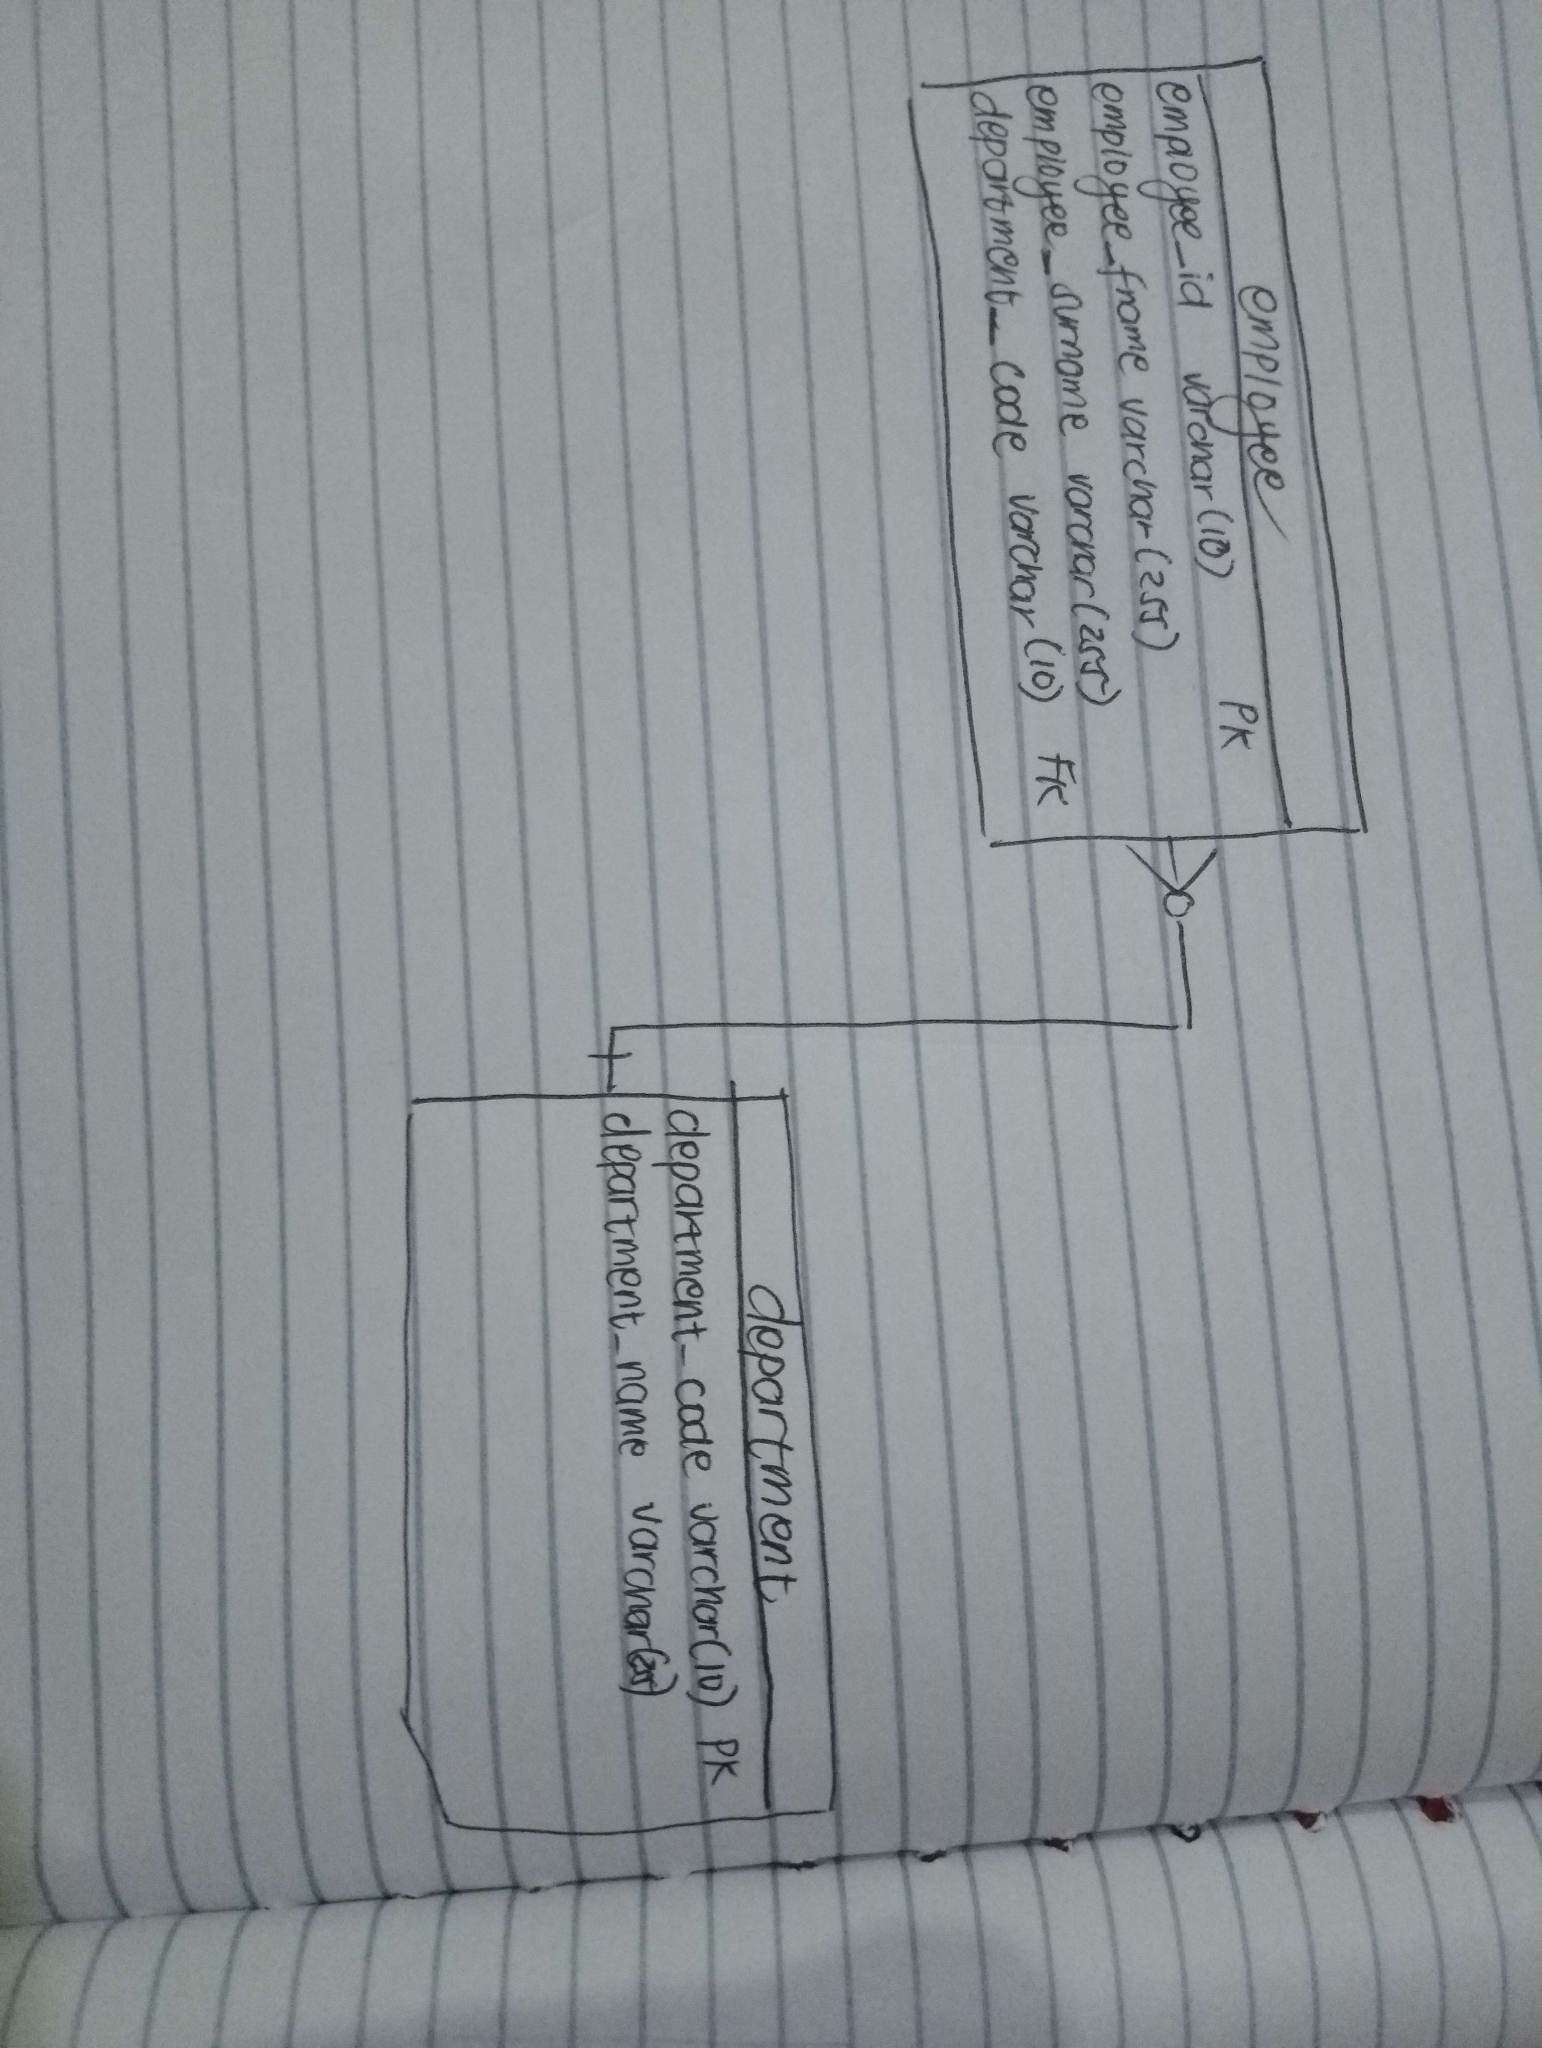 employee
employee_id varchar(10) PK
employee_fname varchar(255)
employee_surname varchar(255)
department_code varchar(10) FK
department
department_code varchar(10) PK
department_name varchar(255)